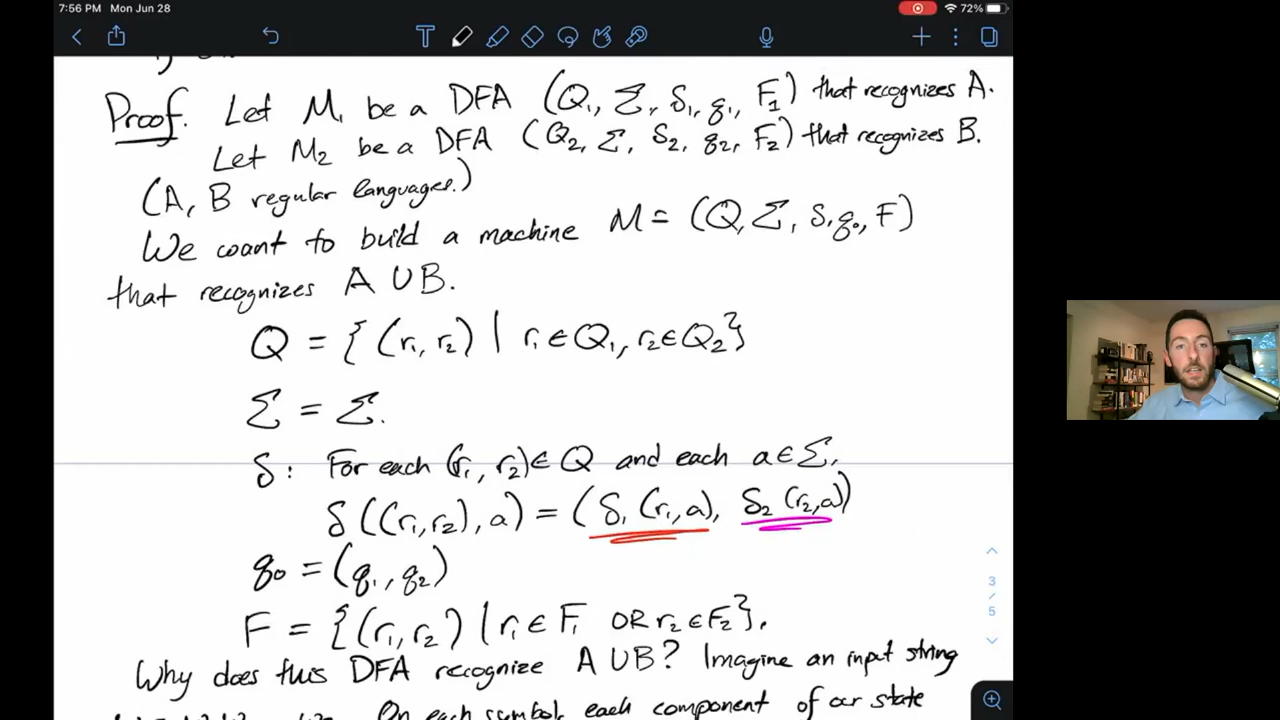 7:56 PM Mon Jun 28
72%
Proof. Let M₁ be a DFA (Q₁, Σ, δ₁, q₁, F₁) that recognizes A.
Let M₂ be a DFA (Q₂, Σ, δ₂, q₂, F₂) that recognizes B.
(A, B regular languages.)
We want to build a machine M = (Q, Σ, δ, q₀, F)
that recognizes A ∪ B.
Q = {(r₁, r₂) | r₁ ∈ Q₁, r₂ ∈ Q₂}
Σ = Σ.
δ: For each (r₁, r₂) ∈ Q and each a ∈ Σ,
δ((r₁, r₂), a) = (δ₁(r₁, a), δ₂(r₂, a))
q₀ = (q₁, q₂)
F = {(r₁, r₂) | r₁ ∈ F₁ OR r₂ ∈ F₂}.
Why does this DFA recognize A ∪ B? Imagine an input string
On each symbol, each component of our state
3
/
5